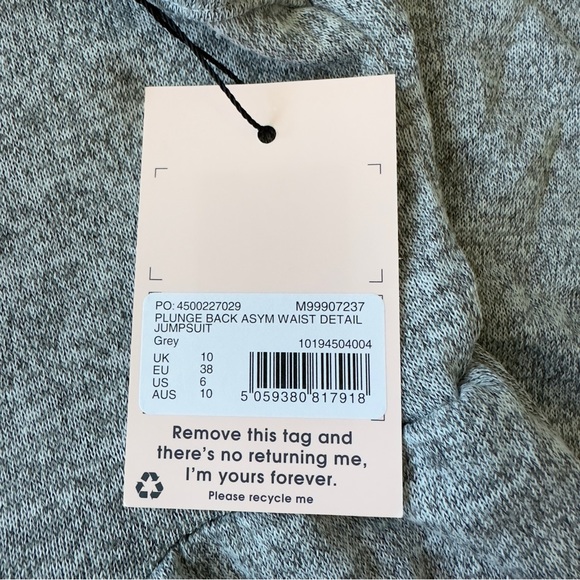 PO: 4500227029 M99907237
PLUNGE BACK ASYM WAIST DETAIL
JUMPSUIT
Grey 10194504004
UK 10
EU 38
US 6
AUS 10
5 059380 817918
Remove this tag and
there's no returning me,
I'm yours forever.
Please recycle me